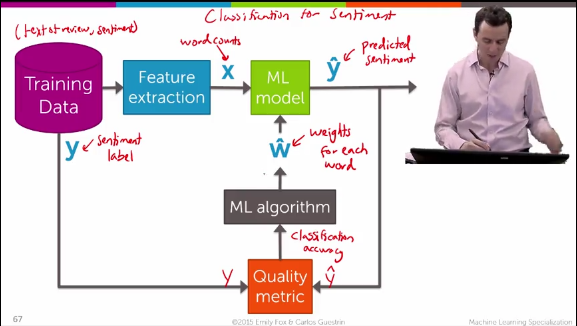 Classification for sentiment
(text of review, sentiment)
Training
Data
Feature
extraction
word counts
x
ML
model
ŷ
predicted
sentiment
y
sentiment
label
ŵ
weights
for each
word
ML algorithm
classification
accuracy
y
Quality
metric
ŷ
67
©2015 Emily Fox & Carlos Guestrin
Machine Learning Specialization